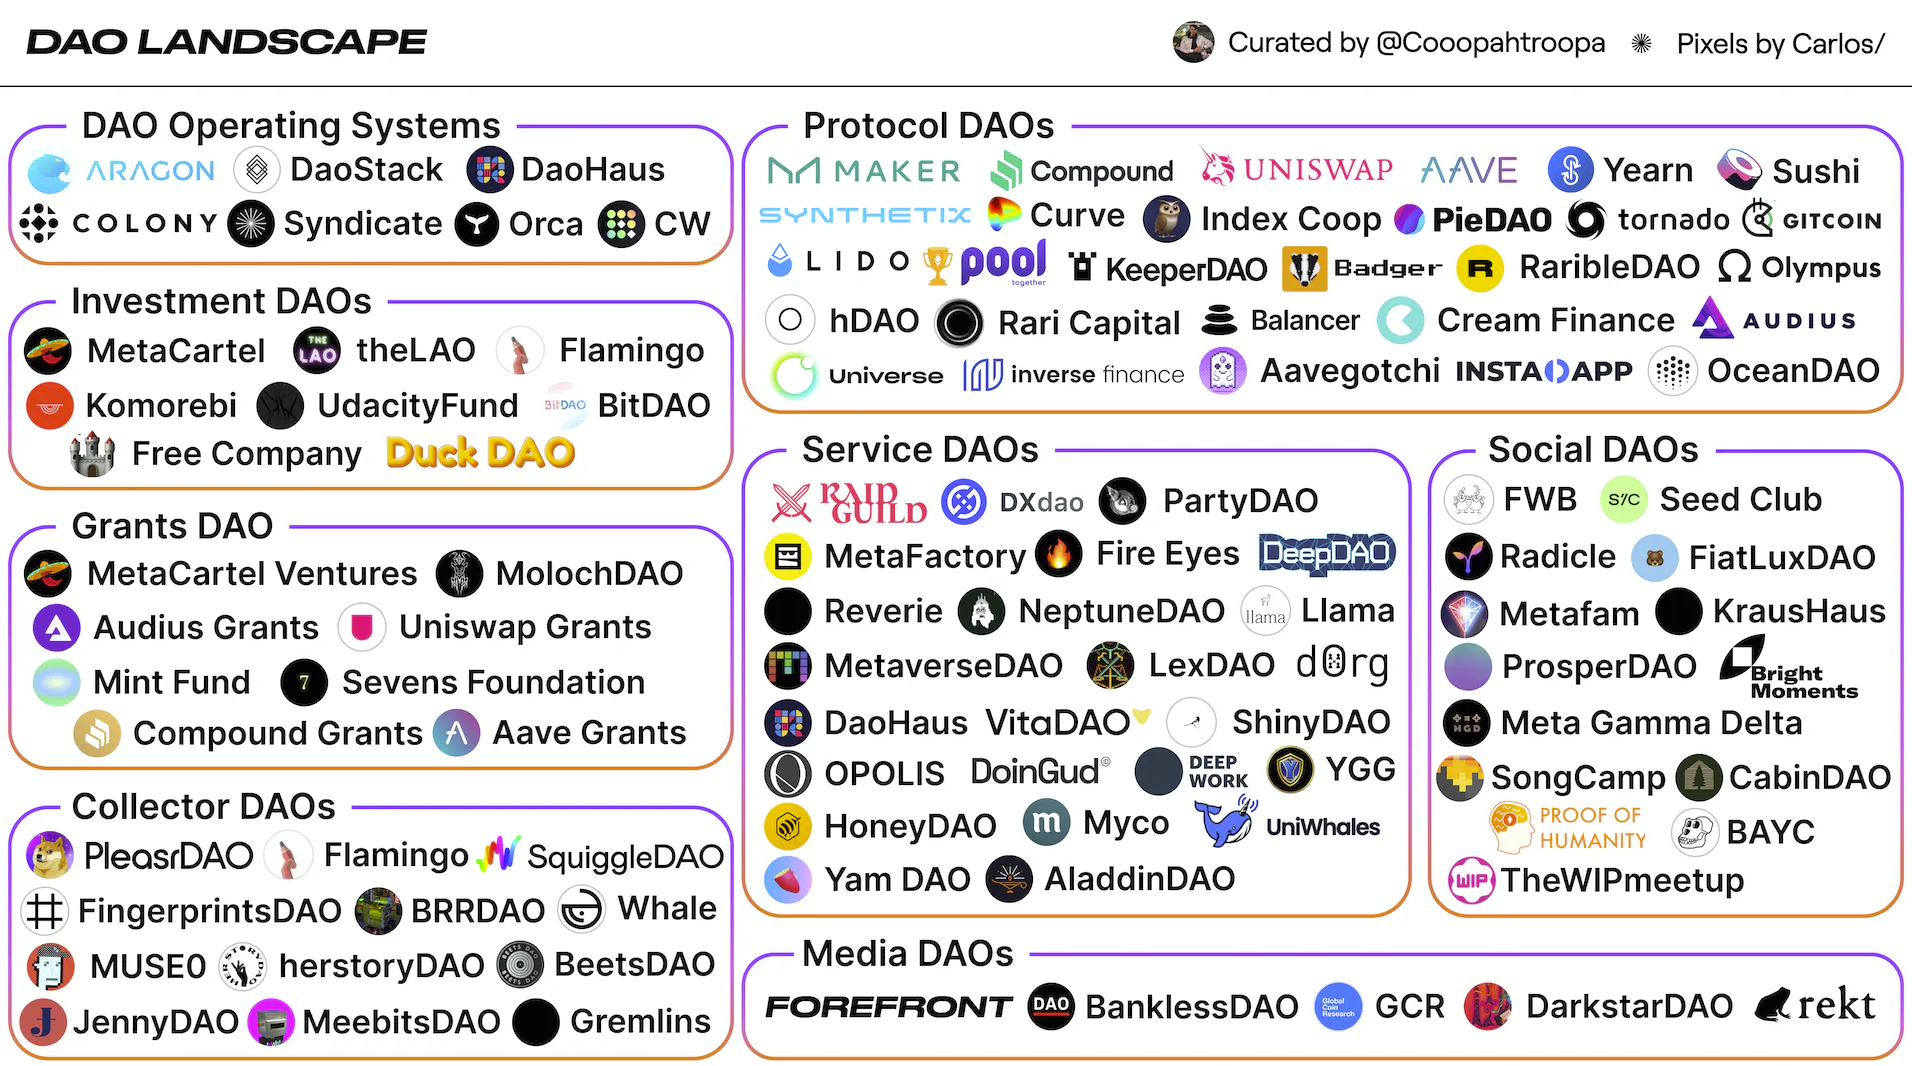 DAO LANDSCAPE
Curated by @Cooopahtroopa
Pixels by Carlos/
DAO Operating Systems
ARAGON DaoStack DaoHaus
COLONY Syndicate Orca CW
Investment DAOs
MetaCartel THE LAO theLAO Flamingo
Komorebi UdacityFund BitDAO BitDAO
Free Company Duck DAO
Grants DAO
MetaCartel Ventures MolochDAO
Audius Grants Uniswap Grants
Mint Fund 7 Sevens Foundation
Compound Grants Aave Grants
Collector DAOs
PleasrDAO Flamingo SquiggleDAO
FingerprintsDAO BRRDAO Whale
MUSE0 herstoryDAO BeetsDAO
J JennyDAO MeebitsDAO Gremlins
Protocol DAOs
MAKER Compound UNISWAP AAVE Yearn Sushi
SYNTHETIX Curve Index Coop PieDAO tornado GITCOIN
LIDO pool together KeeperDAO Badger R RaribleDAO Olympus
hDAO Rari Capital Balancer Cream Finance AUDIUS
Universe inverse finance Aavegotchi INSTADAPP OceanDAO
Service DAOs
RAID GUILD DXdao PartyDAO
MetaFactory Fire Eyes DeepDAO
Reverie NeptuneDAO llama Llama
MetaverseDAO LexDAO dOrg
DaoHaus VitaDAO ShinyDAO
OPOLIS DoinGud DEEP WORK YGG
HoneyDAO m Myco UniWhales
Yam DAO AladdinDAO
Social DAOs
FWB S/C Seed Club
Radicle FiatLuxDAO
Metafam KrausHaus
ProsperDAO Bright Moments
MGD Meta Gamma Delta
SongCamp CabinDAO
PROOF OF HUMANITY BAYC
WIP TheWIPmeetup
Media DAOs
FOREFRONT DAO BanklessDAO Global Coin Research GCR DarkstarDAO rekt